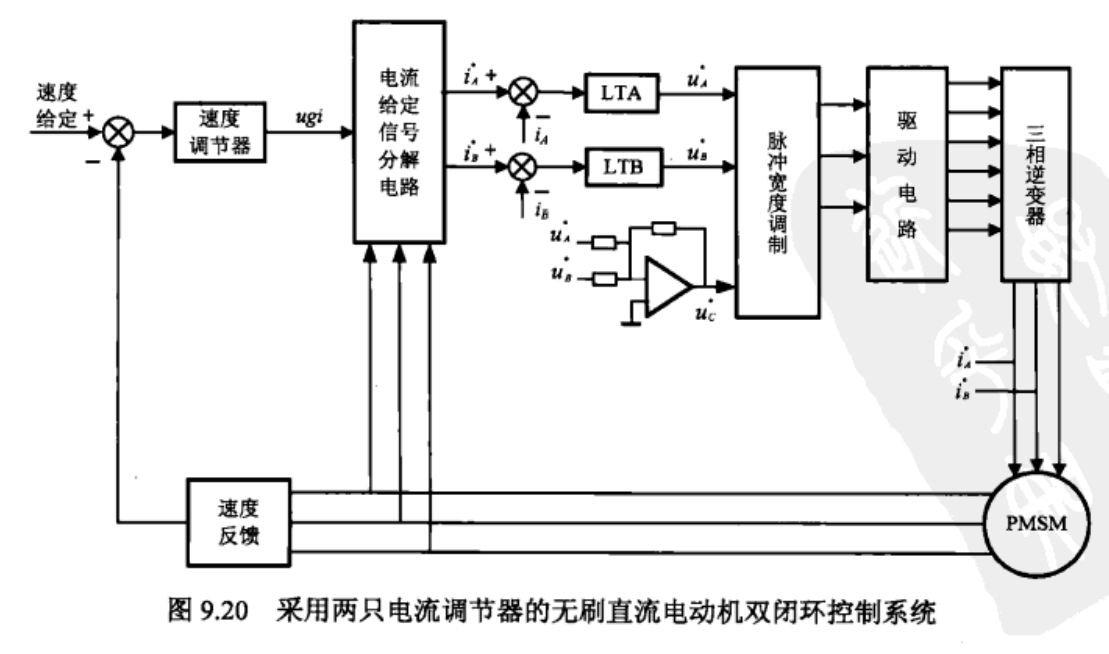 速度
给定
+
−
速度
调节器
ugi
电流
给定
信号
分解
电路
i*A +
− iA
LTA
u*A
i*B +
− iB
LTB
u*B
u*A
u*B
u*C
脉冲宽度调制
驱动电路
三相逆变器
i*A
i*B
速度
反馈
PMSM
图 9.20 采用两只电流调节器的无刷直流电动机双闭环控制系统